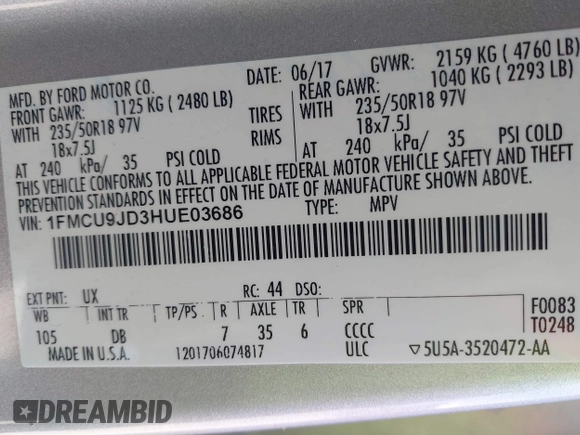 MFD. BY FORD MOTOR CO. DATE: 06/17 GVWR: 2159 KG ( 4760 LB)
FRONT GAWR: 1125 KG ( 2480 LB) REAR GAWR: 1040 KG ( 2293 LB)
WITH 235/50R18 97V TIRES WITH 235/50R18 97V
18x7.5J RIMS 18x7.5J
AT 240 kPa/ 35 PSI COLD AT 240 kPa/ 35 PSI COLD
THIS VEHICLE CONFORMS TO ALL APPLICABLE FEDERAL MOTOR VEHICLE SAFETY AND THEFT
PREVENTION STANDARDS IN EFFECT ON THE DATE OF MANUFACTURE SHOWN ABOVE.
VIN: 1FMCU9JD3HUE03686 TYPE: MPV
EXT PNT: UX RC: 44 DSO:
WB INT TR TP/PS R AXLE TR SPR F0083
105 DB 7 35 6 CCCC T0248
MADE IN U.S.A. 1201706074817 ULC ▽5U5A-3520472-AA
DREAMBID